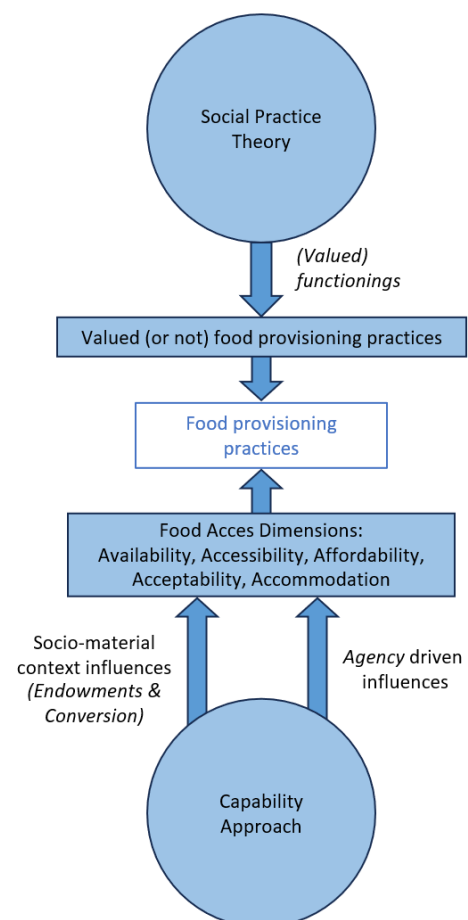 Social Practice
Theory
(Valued)
functionings
Valued (or not) food provisioning practices
Food provisioning
practices
Food Acces Dimensions:
Availability, Accessibility, Affordability,
Acceptability, Accommodation
Socio-material
context influences
(Endowments &
Conversion)
Agency driven
influences
Capability
Approach